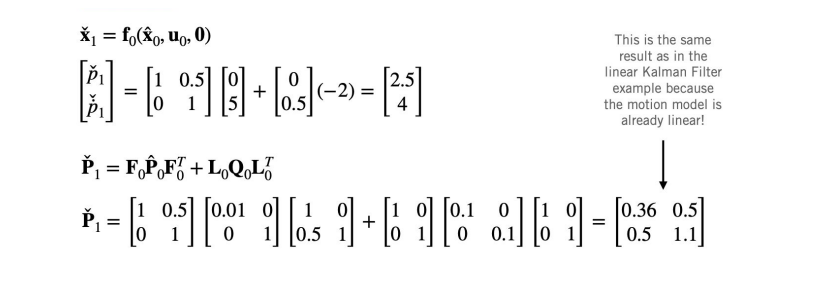 x̌₁ = f₀(x̂₀, u₀, 0)
[p̌₁; ṗ̌₁] = [1 0.5; 0 1] [0; 5] + [0; 0.5] (−2) = [2.5; 4]
This is the same
result as in the
linear Kalman Filter
example because
the motion model is
already linear!
P̌₁ = F₀P̂₀F₀ᵀ + L₀Q₀L₀ᵀ
P̌₁ = [1 0.5; 0 1] [0.01 0; 0 1] [1 0; 0.5 1] + [1 0; 0 1] [0.1 0; 0 0.1] [1 0; 0 1] = [0.36 0.5; 0.5 1.1]